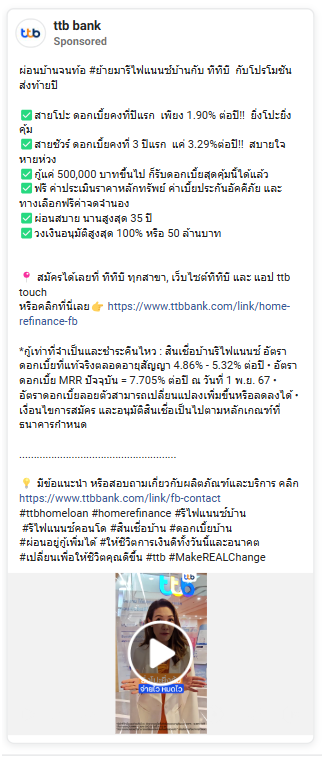 ttb
ttb bank
Sponsored
ผ่อนบ้านจนท้อ #ย้ายมารีไฟแนนซ์บ้านกับ ทีทีบี กับโปรโมชัน
ส่งท้ายปี
✅ สายโปะ ดอกเบี้ยคงที่ปีแรก เพียง 1.90% ต่อปี!! ยิ่งโปะยิ่ง
คุ้ม
✅ สายชัวร์ ดอกเบี้ยคงที่ 3 ปีแรก แค่ 3.29%ต่อปี!! สบายใจ
หายห่วง
✅ กู้แค่ 500,000 บาทขึ้นไป ก็รับดอกเบี้ยสุดคุ้มนี้ได้แล้ว
✅ ฟรี ค่าประเมินราคาหลักทรัพย์ ค่าเบี้ยประกันอัคคีภัย และ
ทางเลือกฟรีค่าจดจำนอง
✅ ผ่อนสบาย นานสูงสุด 35 ปี
✅ วงเงินอนุมัติสูงสุด 100% หรือ 50 ล้านบาท
📍 สมัครได้เลยที่ ทีทีบี ทุกสาขา, เว็บไซต์ทีทีบี และ แอป ttb
touch
หรือคลิกที่นี่เลย 👉 https://www.ttbbank.com/link/home-
refinance-fb
*กู้เท่าที่จำเป็นและชำระคืนไหว : สินเชื่อบ้านรีไฟแนนซ์ อัตรา
ดอกเบี้ยที่แท้จริงตลอดอายุสัญญา 4.86% - 5.32% ต่อปี • อัตรา
ดอกเบี้ย MRR ปัจจุบัน = 7.705% ต่อปี ณ วันที่ 1 พ.ย. 67 •
อัตราดอกเบี้ยลอยตัวสามารถเปลี่ยนแปลงเพิ่มขึ้นหรือลดลงได้ •
เงื่อนไขการสมัคร และอนุมัติสินเชื่อเป็นไปตามหลักเกณฑ์ที่
ธนาคารกำหนด
.....................................................
💡 มีข้อแนะนำ หรือสอบถามเกี่ยวกับผลิตภัณฑ์และบริการ คลิก
https://www.ttbbank.com/link/fb-contact
#ttbhomeloan #homerefinance #รีไฟแนนซ์บ้าน
#รีไฟแนนซ์คอนโด #สินเชื่อบ้าน #ดอกเบี้ยบ้าน
#ผ่อนอยู่กู้เพิ่มได้ #ให้ชีวิตการเงินดีทั้งวันนี้และอนาคต
#เปลี่ยนเพื่อให้ชีวิตคุณดีขึ้น #ttb #MakeREALChange
ttb
จ่ายไว หมดไว